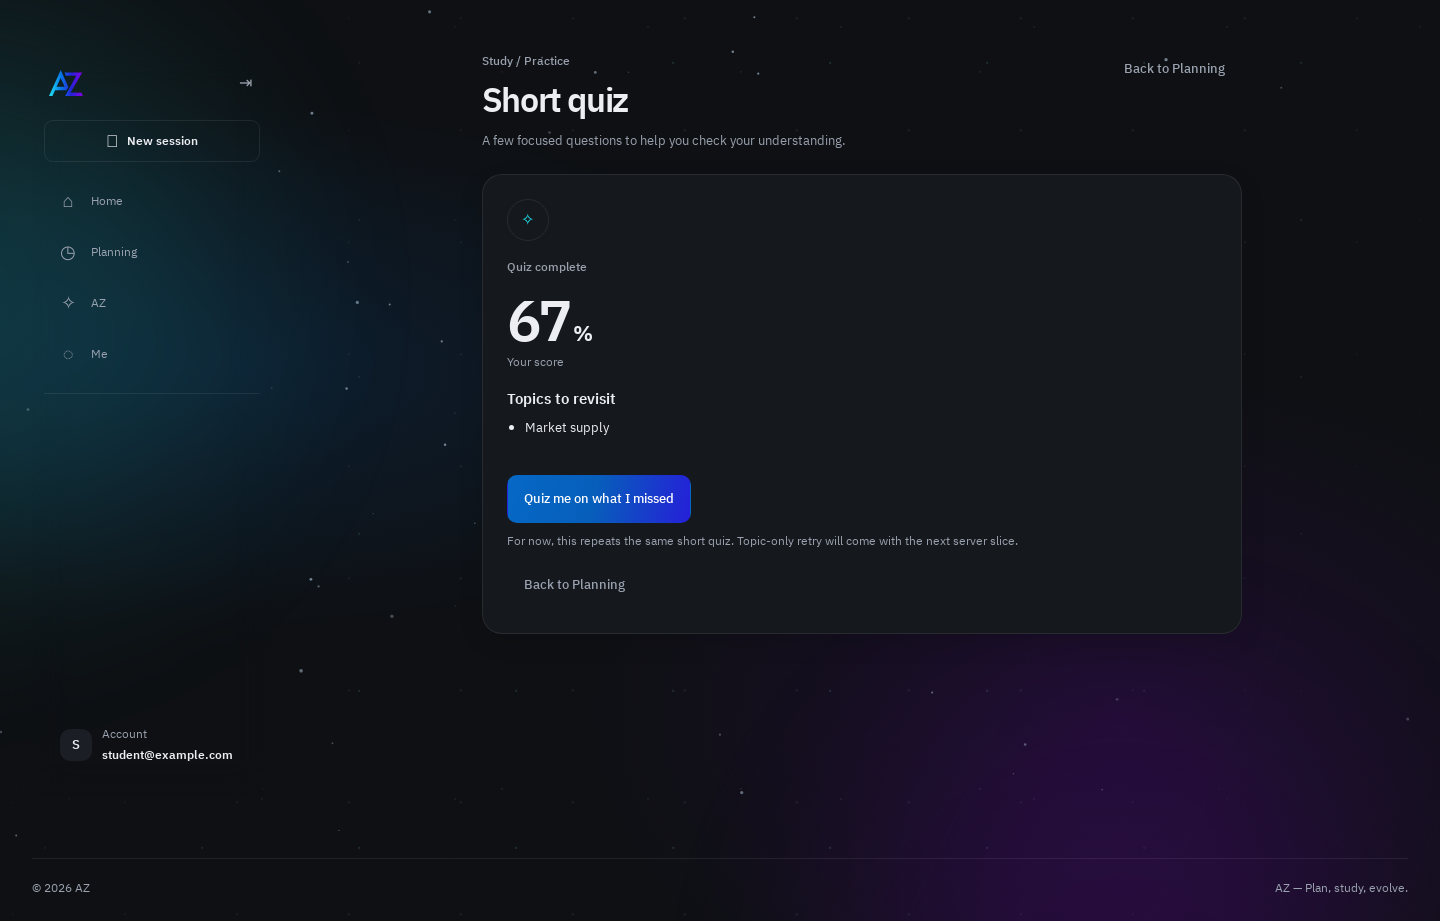 AZ
New session
Home
Planning
AZ
Me
Account
S
student@example.com
Study / Practice
Short quiz
A few focused questions to help you check your understanding.
Back to Planning
Quiz complete
67%
Your score
Topics to revisit
• Market supply
Quiz me on what I missed
For now, this repeats the same short quiz. Topic-only retry will come with the next server slice.
Back to Planning
© 2026 AZ
AZ — Plan, study, evolve.